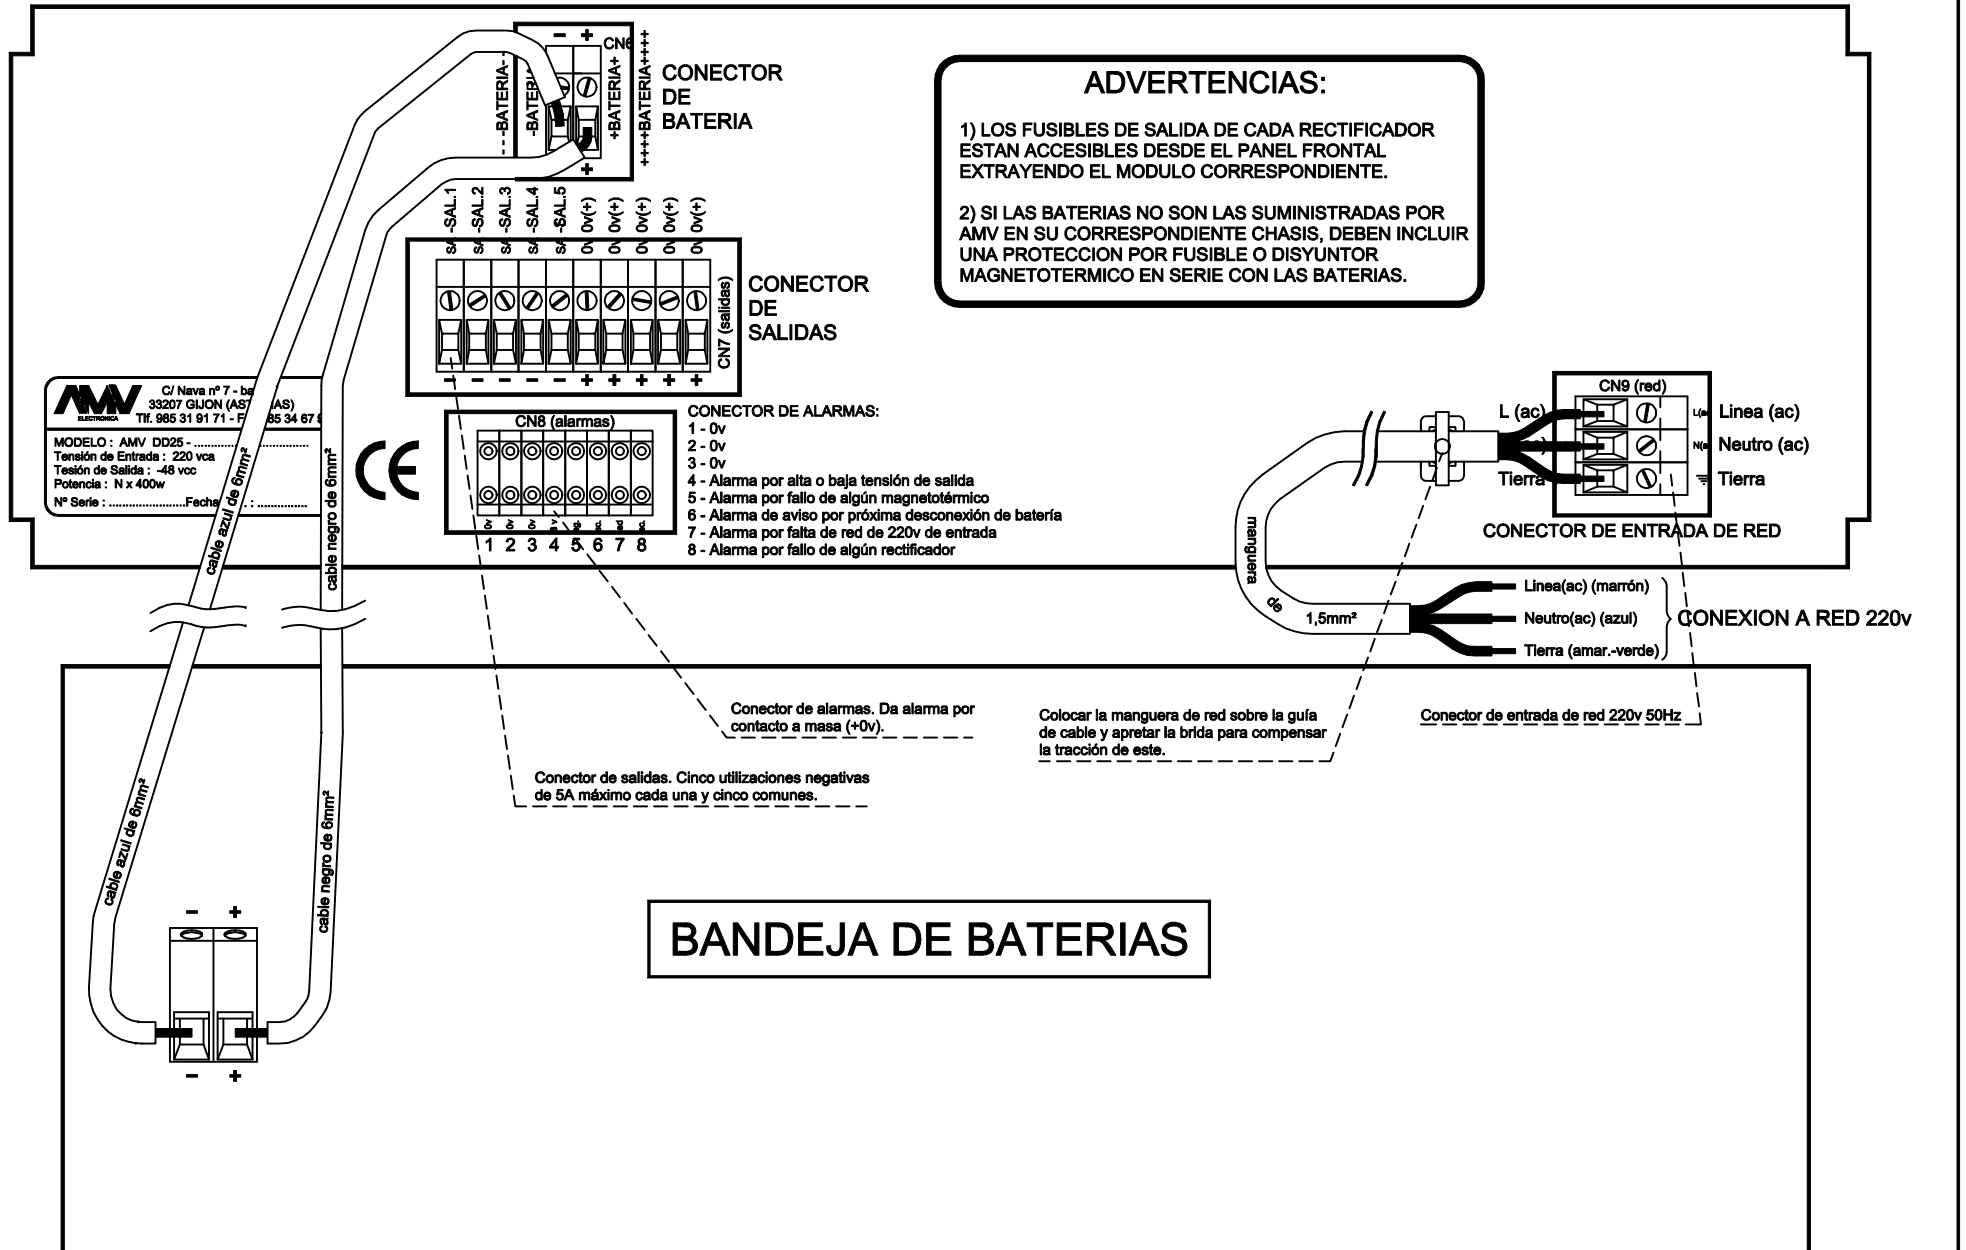 - +
CN6
--BATERIA-
-BATERIA
+BATERIA+
++++BATERIA++++
+
CONECTOR
DE
BATERIA
ADVERTENCIAS:
1) LOS FUSIBLES DE SALIDA DE CADA RECTIFICADOR
ESTAN ACCESIBLES DESDE EL PANEL FRONTAL
EXTRAYENDO EL MODULO CORRESPONDIENTE.
2) SI LAS BATERIAS NO SON LAS SUMINISTRADAS POR
AMV EN SU CORRESPONDIENTE CHASIS, DEBEN INCLUIR
UNA PROTECCION POR FUSIBLE O DISYUNTOR
MAGNETOTERMICO EN SERIE CON LAS BATERIAS.
-SAL.1
-SAL.2
-SAL.3
-SAL.4
-SAL.5
0v(+)
0v(+)
0v(+)
0v(+)
0v(+)
CN7 (salidas)
- - - - - + + + + +
CONECTOR
DE
SALIDAS
AMV
ELECTRONICA
C/ Nava nº 7 - ba
33207 GIJON (AST IAS)
Tlf. 985 31 91 71 - F 85 34 67
MODELO : AMV DD25 - ..............................
Tensión de Entrada : 220 vca
Tesión de Salida : -48 vcc
Potencia : N x 400w
Nº Serie : ......................Fecha . : ..............
CE
CN8 (alarmas)
0v 0v 0v
1 2 3 4 5 6 7 8
CONECTOR DE ALARMAS:
1 - 0v
2 - 0v
3 - 0v
4 - Alarma por alta o baja tensión de salida
5 - Alarma por fallo de algún magnetotérmico
6 - Alarma de aviso por próxima desconexión de batería
7 - Alarma por falta de red de 220v de entrada
8 - Alarma por fallo de algún rectificador
CN9 (red)
L (ac)
Tierra
Linea (ac)
Neutro (ac)
Tierra
CONECTOR DE ENTRADA DE RED
manguera
de
1,5mm²
Linea(ac) (marrón)
Neutro(ac) (azul)
Tierra (amar.-verde)
CONEXION A RED 220v
cable azul de 6mm²
cable negro de 6mm²
Conector de alarmas. Da alarma por
contacto a masa (+0v).
Colocar la manguera de red sobre la guía
de cable y apretar la brida para compensar
la tracción de este.
Conector de entrada de red 220v 50Hz
Conector de salidas. Cinco utilizaciones negativas
de 5A máximo cada una y cinco comunes.
cable azul de 6mm²
cable negro de 6mm²
- +
- +
BANDEJA DE BATERIAS